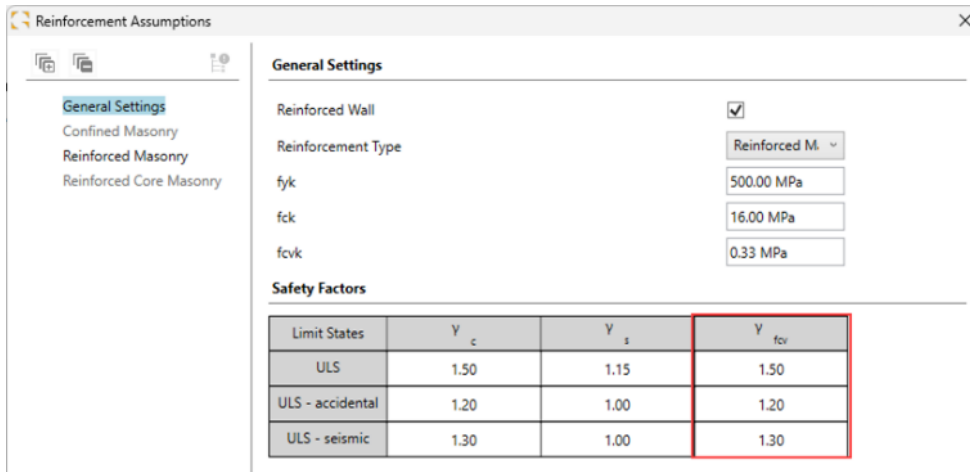 Reinforcement Assumptions
General Settings
Confined Masonry
Reinforced Masonry
Reinforced Core Masonry
General Settings
Reinforced Wall
Reinforcement Type Reinforced M.
fyk 500.00 MPa
fck 16.00 MPa
fcvk 0.33 MPa
Safety Factors
Limit States γ c γ s γ fcv
ULS 1.50 1.15 1.50
ULS - accidental 1.20 1.00 1.20
ULS - seismic 1.30 1.00 1.30